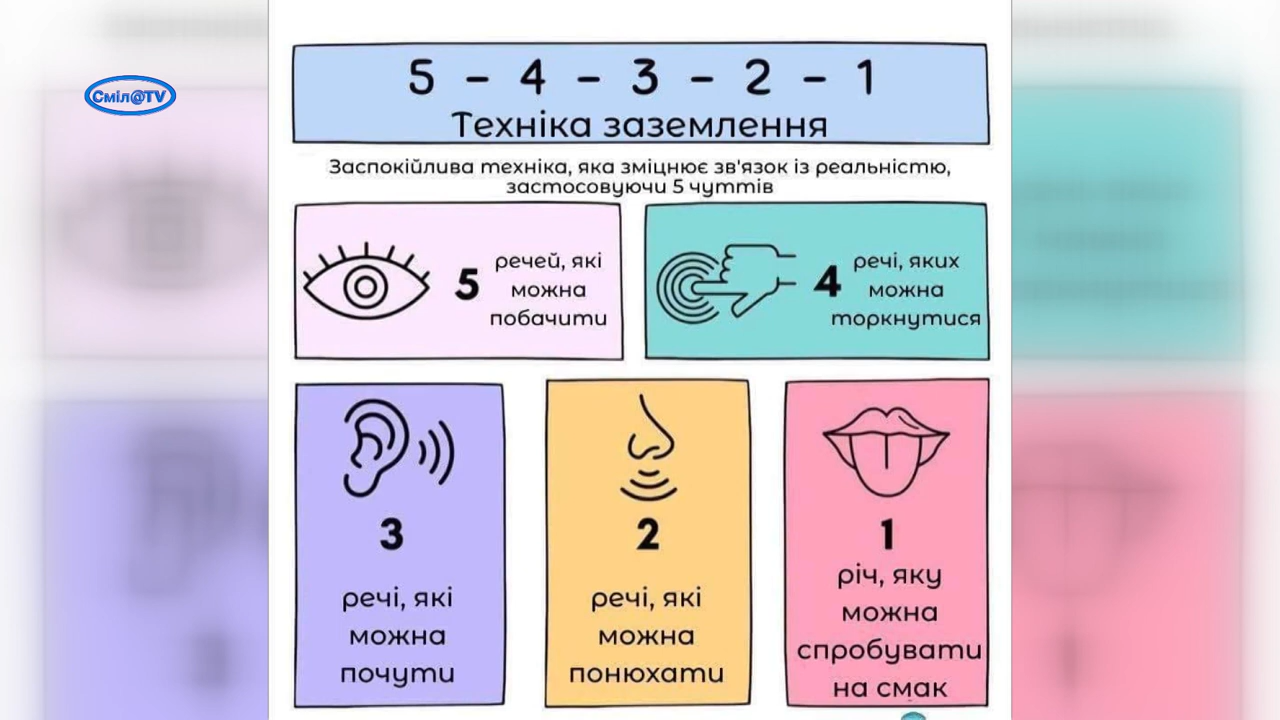 Сміл@TV
5 - 4 - 3 - 2 - 1
Техніка заземлення
Заспокійлива техніка, яка зміцнює зв'язок із реальністю,
застосовуючи 5 чуттів
5
речей, які
можна
побачити
4
речі, яких
можна
торкнутися
3
речі, які
можна
почути
2
речі, які
можна
понюхати
1
річ, яку
можна
спробувати
на смак